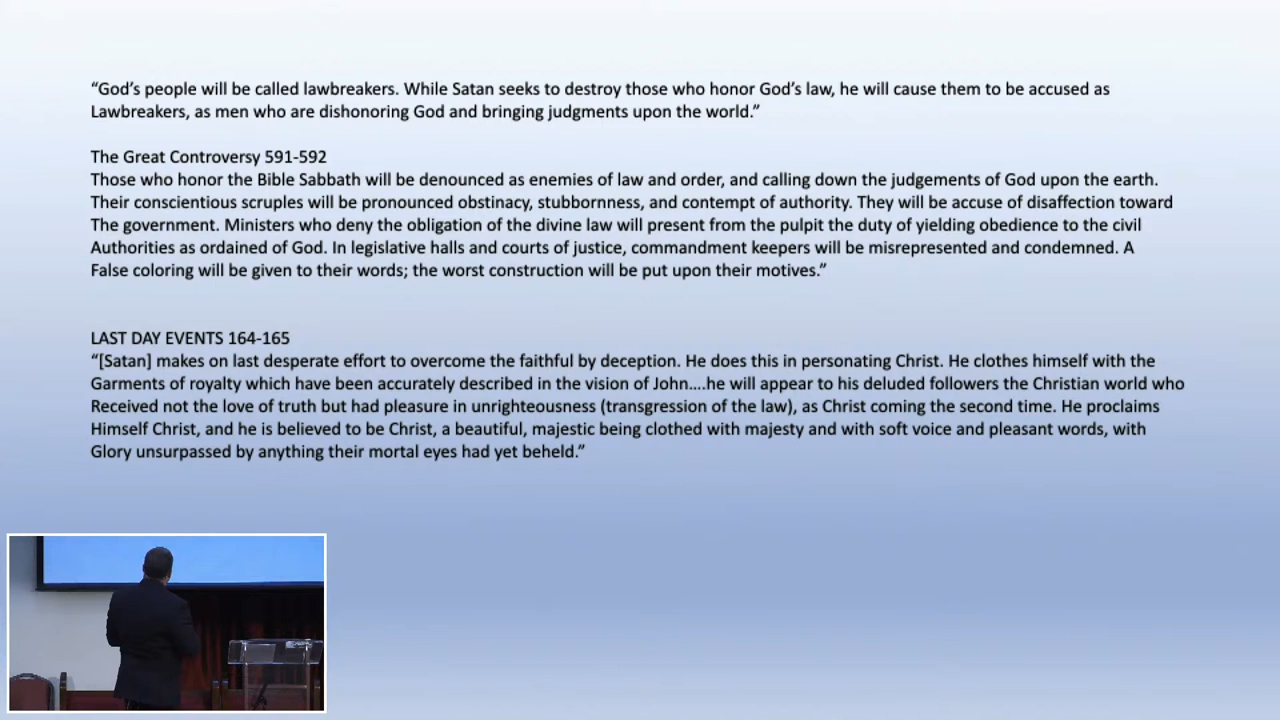 “God’s people will be called lawbreakers. While Satan seeks to destroy those who honor God’s law, he will cause them to be accused as
Lawbreakers, as men who are dishonoring God and bringing judgments upon the world.”
The Great Controversy 591-592
Those who honor the Bible Sabbath will be denounced as enemies of law and order, and calling down the judgements of God upon the earth.
Their conscientious scruples will be pronounced obstinacy, stubbornness, and contempt of authority. They will be accuse of disaffection toward
The government. Ministers who deny the obligation of the divine law will present from the pulpit the duty of yielding obedience to the civil
Authorities as ordained of God. In legislative halls and courts of justice, commandment keepers will be misrepresented and condemned. A
False coloring will be given to their words; the worst construction will be put upon their motives.”
LAST DAY EVENTS 164-165
“[Satan] makes on last desperate effort to overcome the faithful by deception. He does this in personating Christ. He clothes himself with the
Garments of royalty which have been accurately described in the vision of John....he will appear to his deluded followers the Christian world who
Received not the love of truth but had pleasure in unrighteousness (transgression of the law), as Christ coming the second time. He proclaims
Himself Christ, and he is believed to be Christ, a beautiful, majestic being clothed with majesty and with soft voice and pleasant words, with
Glory unsurpassed by anything their mortal eyes had yet beheld.”